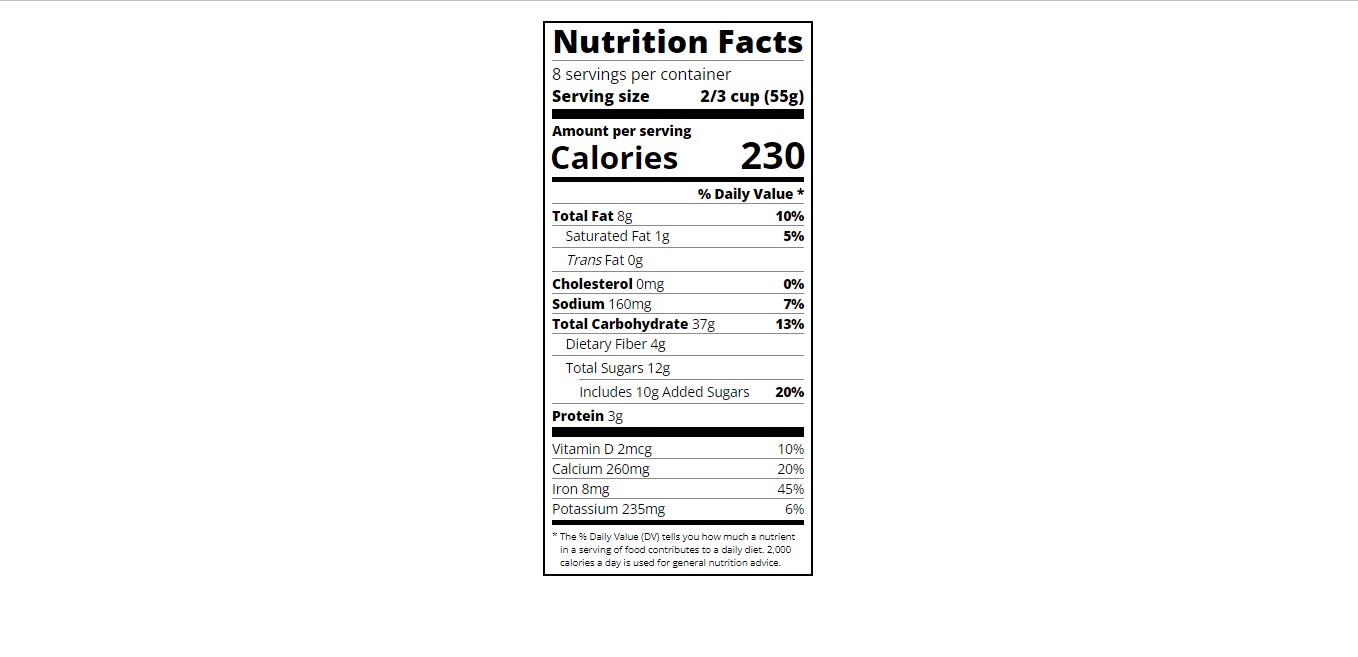 Nutrition Facts
8 servings per container
Serving size 2/3 cup (55g)
Amount per serving
Calories 230
% Daily Value *
Total Fat 8g 10%
Saturated Fat 1g 5%
Trans Fat 0g
Cholesterol 0mg 0%
Sodium 160mg 7%
Total Carbohydrate 37g 13%
Dietary Fiber 4g
Total Sugars 12g
Includes 10g Added Sugars 20%
Protein 3g
Vitamin D 2mcg 10%
Calcium 260mg 20%
Iron 8mg 45%
Potassium 235mg 6%
* The % Daily Value (DV) tells you how much a nutrient
in a serving of food contributes to a daily diet. 2,000
calories a day is used for general nutrition advice.